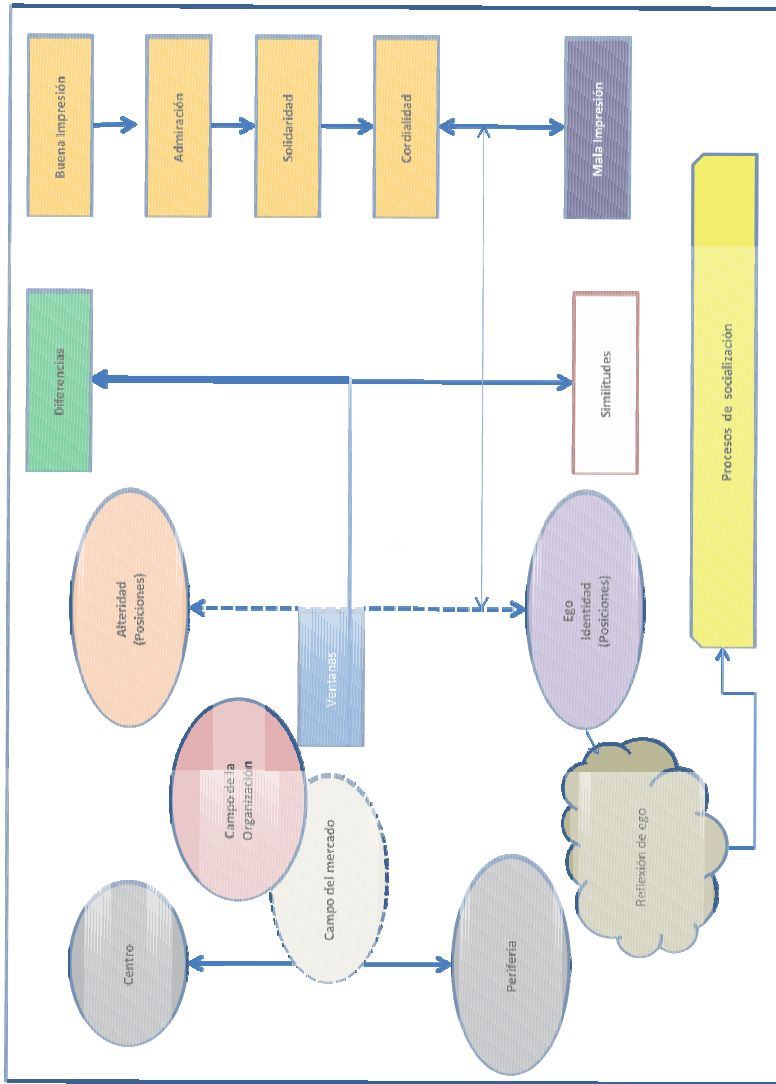 Centro
Alteridad
(Posiciones)
Diferencias
Buena Impresión
Admiración
Campo de la
Organización
Solidaridad
Campo del mercado
Ventanas
Cordialidad
Periferia
Ego
Identidad
(Posiciones)
Similitudes
Mala Impresión
Reflexión de ego
Procesos de socialización